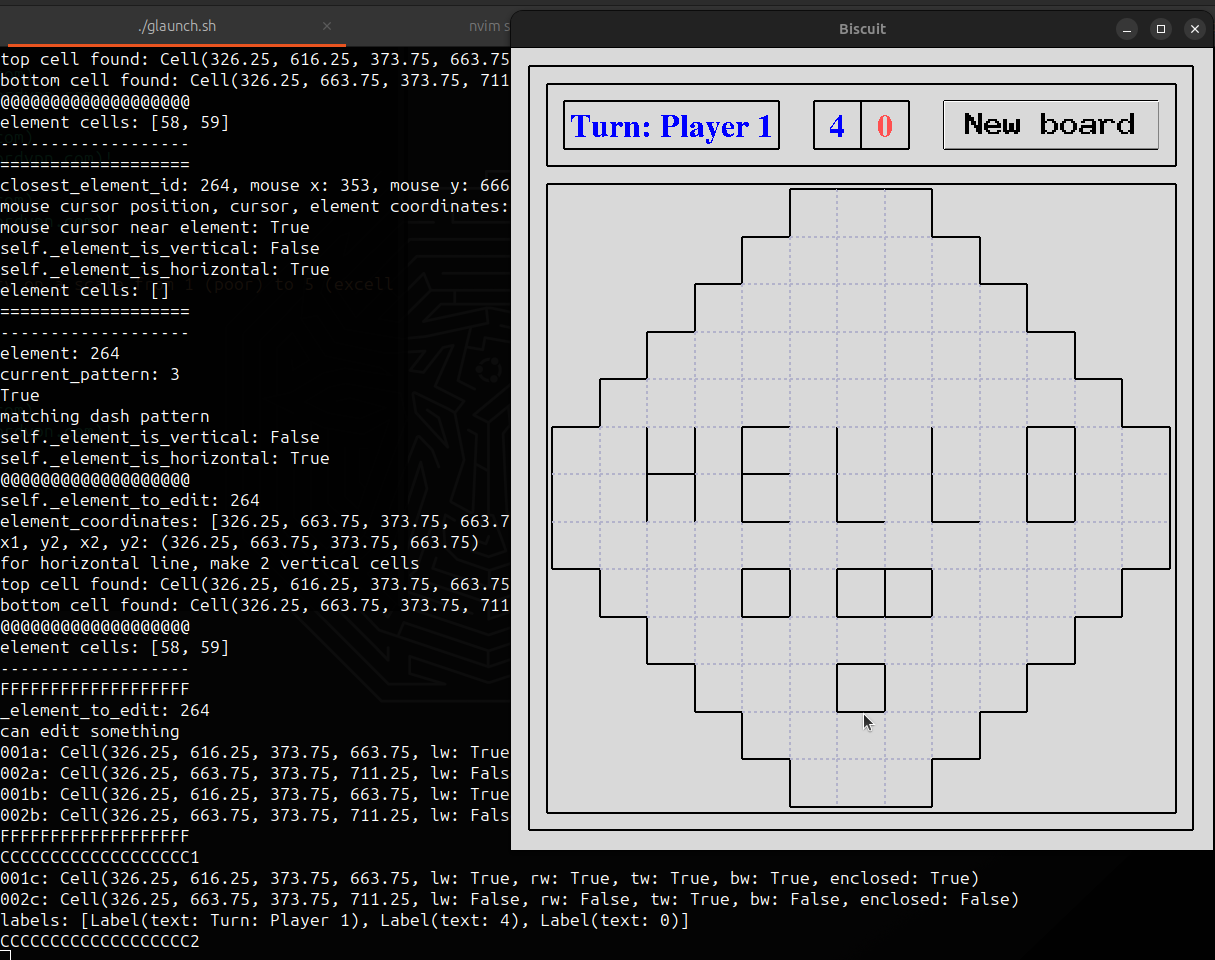 ./glaunch.sh
×
nvim s
Biscuit
top cell found: Cell(326.25, 616.25, 373.75, 663.75
bottom cell found: Cell(326.25, 663.75, 373.75, 711
@@@@@@@@@@@@@@@@@@@
element cells: [58, 59]
-------------------
===================
closest_element_id: 264, mouse x: 353, mouse y: 666
mouse cursor position, cursor, element coordinates:
mouse cursor near element: True
self._element_is_vertical: False
self._element_is_horizontal: True
element cells: []
===================
-------------------
element: 264
current_pattern: 3
True
matching dash pattern
self._element_is_vertical: False
self._element_is_horizontal: True
@@@@@@@@@@@@@@@@@@@
self._element_to_edit: 264
element_coordinates: [326.25, 663.75, 373.75, 663.7
x1, y2, x2, y2: (326.25, 663.75, 373.75, 663.75)
for horizontal line, make 2 vertical cells
top cell found: Cell(326.25, 616.25, 373.75, 663.75
bottom cell found: Cell(326.25, 663.75, 373.75, 711
@@@@@@@@@@@@@@@@@@@
element cells: [58, 59]
-------------------
FFFFFFFFFFFFFFFFFFF
_element_to_edit: 264
can edit something
001a: Cell(326.25, 616.25, 373.75, 663.75, lw: True
002a: Cell(326.25, 663.75, 373.75, 711.25, lw: Fals
001b: Cell(326.25, 616.25, 373.75, 663.75, lw: True
002b: Cell(326.25, 663.75, 373.75, 711.25, lw: Fals
FFFFFFFFFFFFFFFFFFF
CCCCCCCCCCCCCCCCCCC1
001c: Cell(326.25, 616.25, 373.75, 663.75, lw: True, rw: True, tw: True, bw: True, enclosed: True)
002c: Cell(326.25, 663.75, 373.75, 711.25, lw: False, rw: False, tw: True, bw: False, enclosed: False)
labels: [Label(text: Turn: Player 1), Label(text: 4), Label(text: 0)]
CCCCCCCCCCCCCCCCCCC2
Turn: Player 1
4
0
New board